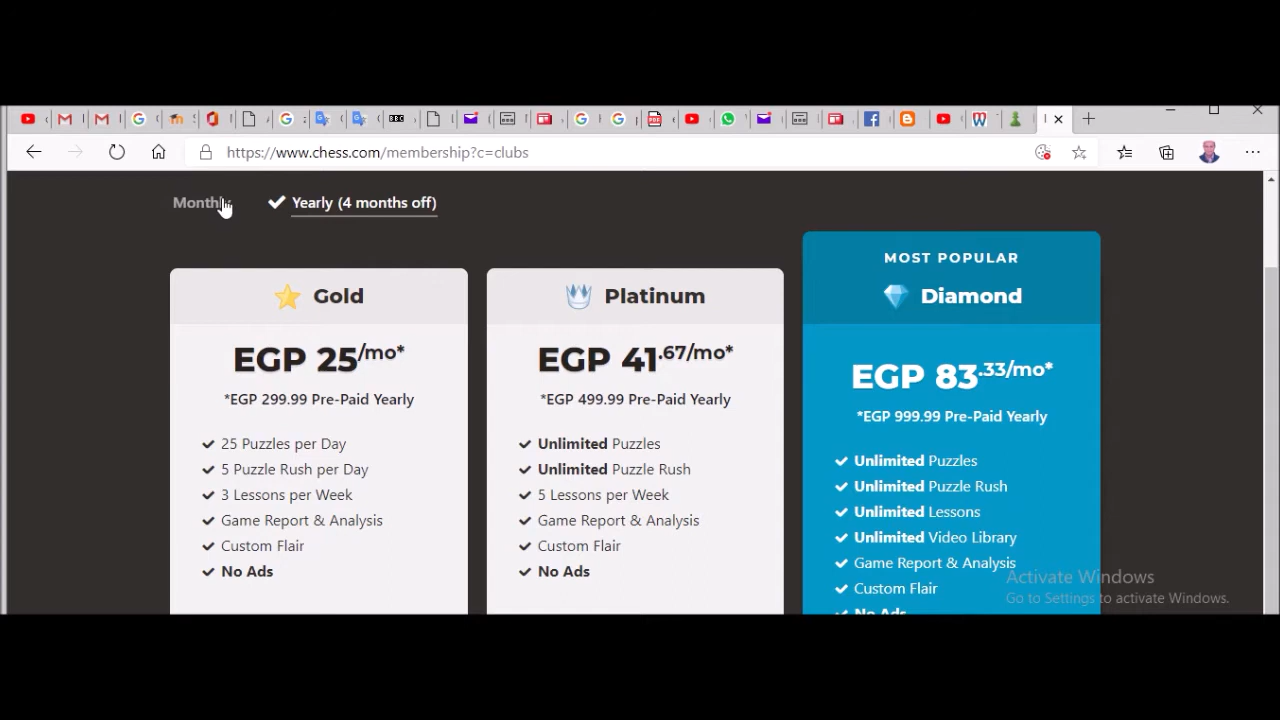 https://www.chess.com/membership?c=clubs
Yearly (4 months off)
MOST POPULAR
Gold
Platinum
Diamond
EGP 25/mo*
EGP 41.67/mo*
EGP 83.33/mo*
*EGP 299.99 Pre-Paid Yearly
*EGP 499.99 Pre-Paid Yearly
*EGP 999.99 Pre-Paid Yearly
25 Puzzles per Day
5 Puzzle Rush per Day
3 Lessons per Week
Game Report & Analysis
Custom Flair
No Ads
Unlimited Puzzles
Unlimited Puzzle Rush
5 Lessons per Week
Game Report & Analysis
Custom Flair
No Ads
Unlimited Puzzles
Unlimited Puzzle Rush
Unlimited Lessons
Unlimited Video Library
Game Report & Analysis
Custom Flair
No Ads
Activate Windows
Go to Settings to activate Windows.